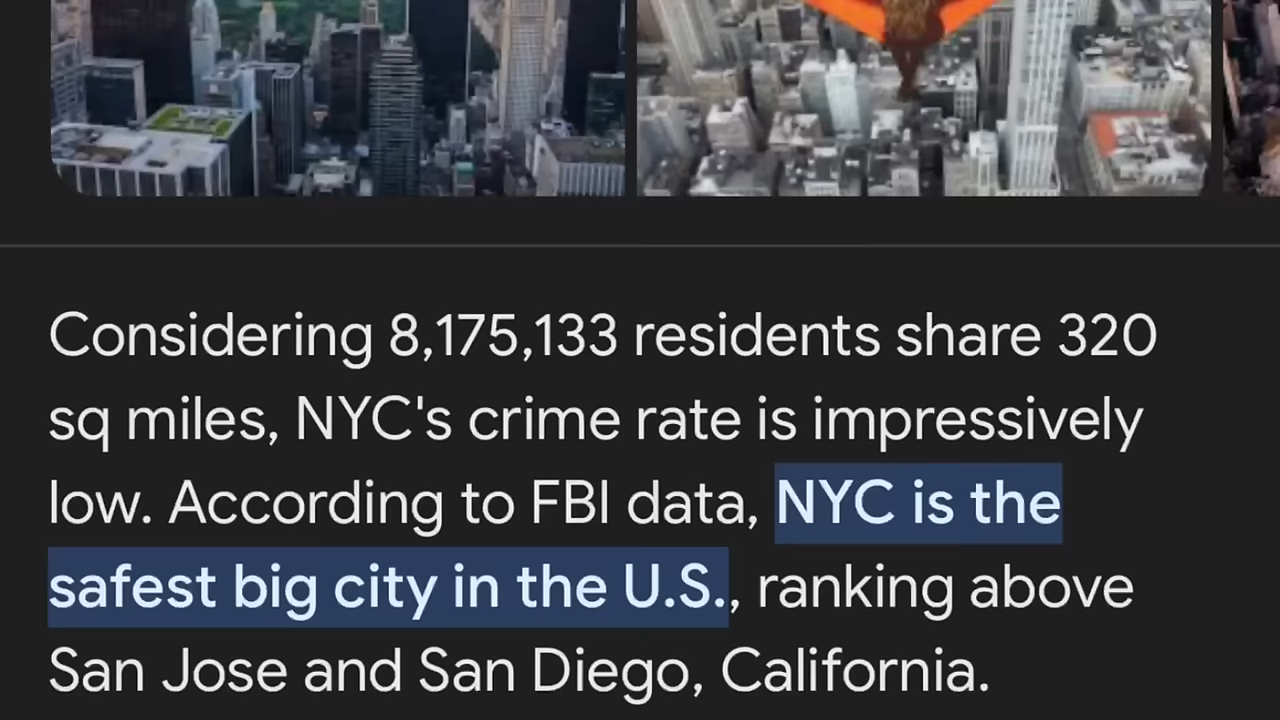 Considering 8,175,133 residents share 320
sq miles, NYC's crime rate is impressively
low. According to FBI data, NYC is the
safest big city in the U.S., ranking above
San Jose and San Diego, California.